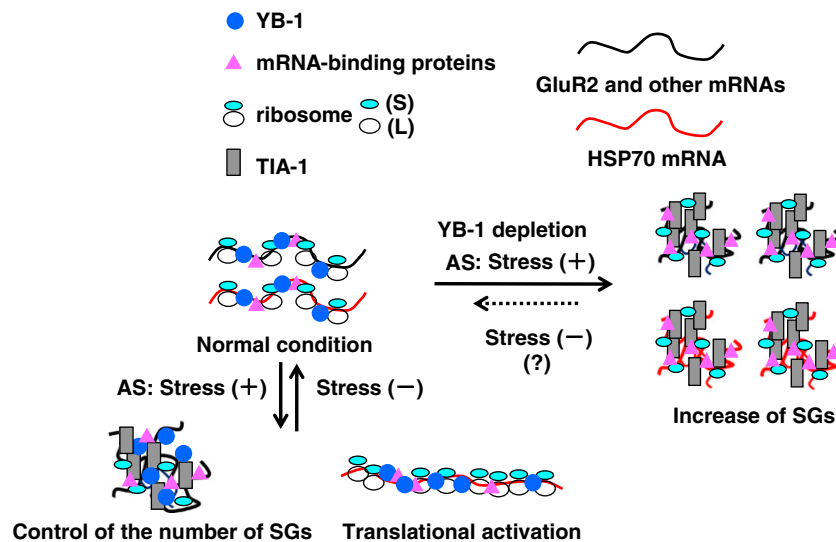 YB-1
mRNA-binding proteins
ribosome
(S)
(L)
TIA-1
GluR2 and other mRNAs
HSP70 mRNA
YB-1 depletion
AS: Stress (+)
Stress (−)
(?)
Normal condition
AS: Stress (+)
Stress (−)
Increase of SGs
Control of the number of SGs
Translational activation